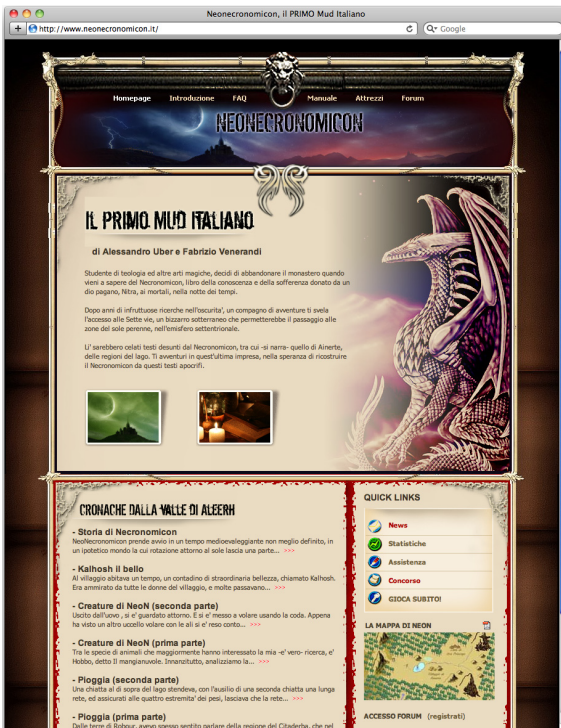 Neonecronomicon, il PRIMO Mud Italiano
http://www.neonecronomicon.it/
Google
Homepage Introduzione FAQ Manuale Attrezzi Forum
NEONECRONOMICON
IL PRIMO MUD ITALIANO
di Alessandro Uber e Fabrizio Venerandi
Studente di teologia ed altre arti magiche, decidi di abbandonare il monastero quando
vieni a sapere del Necronomicon, libro della conoscenza e della sofferenza donato da un
dio pagano, Nitra, ai mortali, nella notte dei tempi.
Dopo anni di infruttuose ricerche nell'oscurita', un compagno di avventure ti svela
l'accesso alle Sette vie, un bizzarro sotterraneo che permetterebbe il passaggio alle
zone del sole perenne, nell'emisfero settentrionale.
Li' sarebbero celati testi desunti dal Necronomicon, tra cui -si narra- quello di Ainerte,
delle regioni del lago. Ti avventuri in quest'ultima impresa, nella speranza di ricostruire
il Necronomicon da questi testi apocrifi.
CRONACHE DALLA VALLE DI ALEERH
- Storia di Necronomicon
NeoNecronomicon prende avvio in un tempo medioevaleggiante non meglio definito, in
un ipotetico mondo la cui rotazione attorno al sole lascia una parte... >>>
- Kalhosh il bello
Al villaggio abitava un tempo, un contadino di straordinaria bellezza, chiamato Kalhosh.
Era ammirato da tutte le donne del villaggio, e molte passavano... >>>
- Creature di NeoN (seconda parte)
Uscito dall'uovo , si e' guardato attorno. E si e' messo a volare usando la coda. Appena
ha visto un altro uccello volare con le ali si e' reso conto... >>>
- Creature di NeoN (prima parte)
Tra le specie di animali che maggiormente hanno interessato la mia -e' vero- ricerca, e'
Hobbo, detto Il mangianuvole. Innanzitutto, analizziamo la... >>>
- Pioggia (seconda parte)
Una chiatta al di sopra del lago stendeva, con l'ausilio di una seconda chiatta una lunga
rete, ed assicurati alle quattro estremita' dei pesi, lasciava che la rete... >>>
- Pioggia (prima parte)
Dalle terre di Robour, avevo spesso sentito parlare della regione del Citaderba, che nel
QUICK LINKS
News
Statistiche
Assistenza
Concorso
GIOCA SUBITO!
LA MAPPA DI NEON
ACCESSO FORUM (registrati)